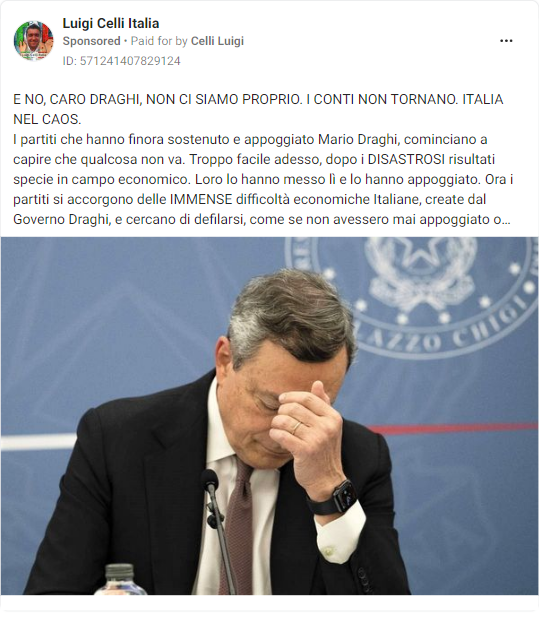 Luigi Celli Italia
Sponsored • Paid for by Celli Luigi
ID: 571241407829124
E NO, CARO DRAGHI, NON CI SIAMO PROPRIO. I CONTI NON TORNANO. ITALIA
NEL CAOS.
I partiti che hanno finora sostenuto e appoggiato Mario Draghi, cominciano a
capire che qualcosa non va. Troppo facile adesso, dopo i DISASTROSI risultati
specie in campo economico. Loro lo hanno messo lì e lo hanno appoggiato. Ora i
partiti si accorgono delle IMMENSE difficoltà economiche Italiane, create dal
Governo Draghi, e cercano di defilarsi, come se non avessero mai appoggiato o...
PALAZZO CHIGI